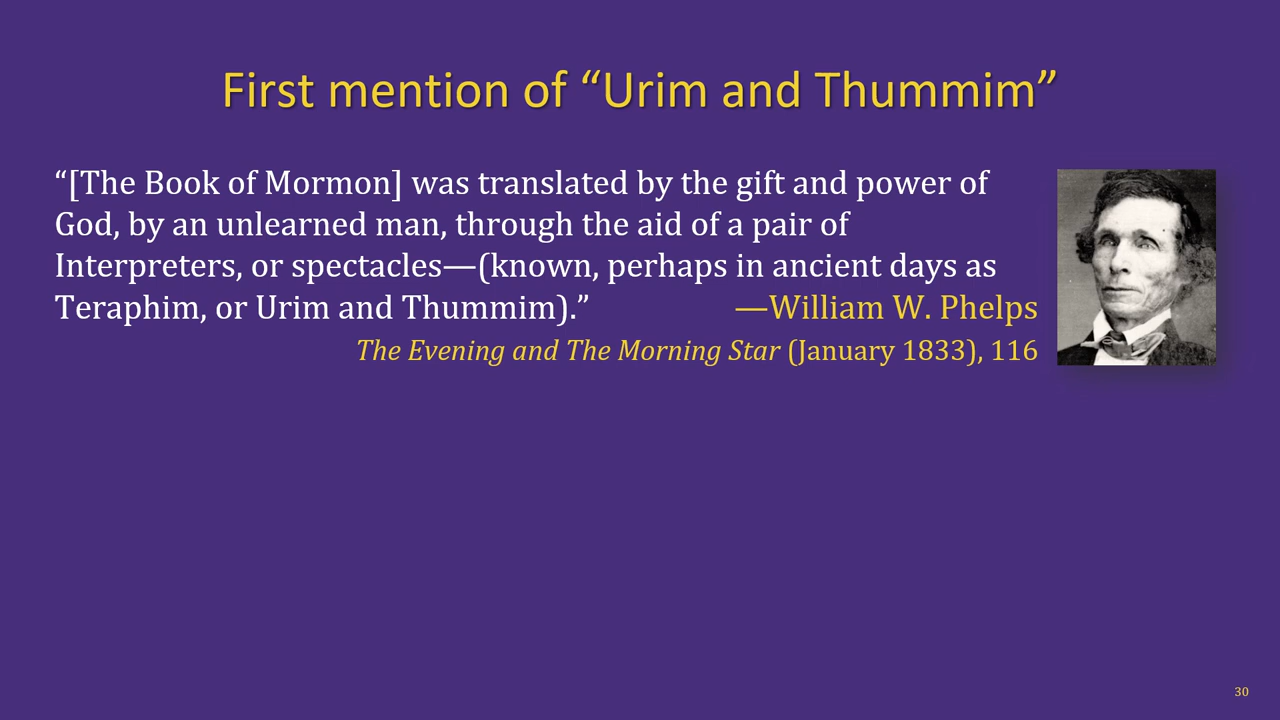 First mention of “Urim and Thummim”
“[The Book of Mormon] was translated by the gift and power of
God, by an unlearned man, through the aid of a pair of
Interpreters, or spectacles—(known, perhaps in ancient days as
Teraphim, or Urim and Thummim).” —William W. Phelps
The Evening and The Morning Star (January 1833), 116
30